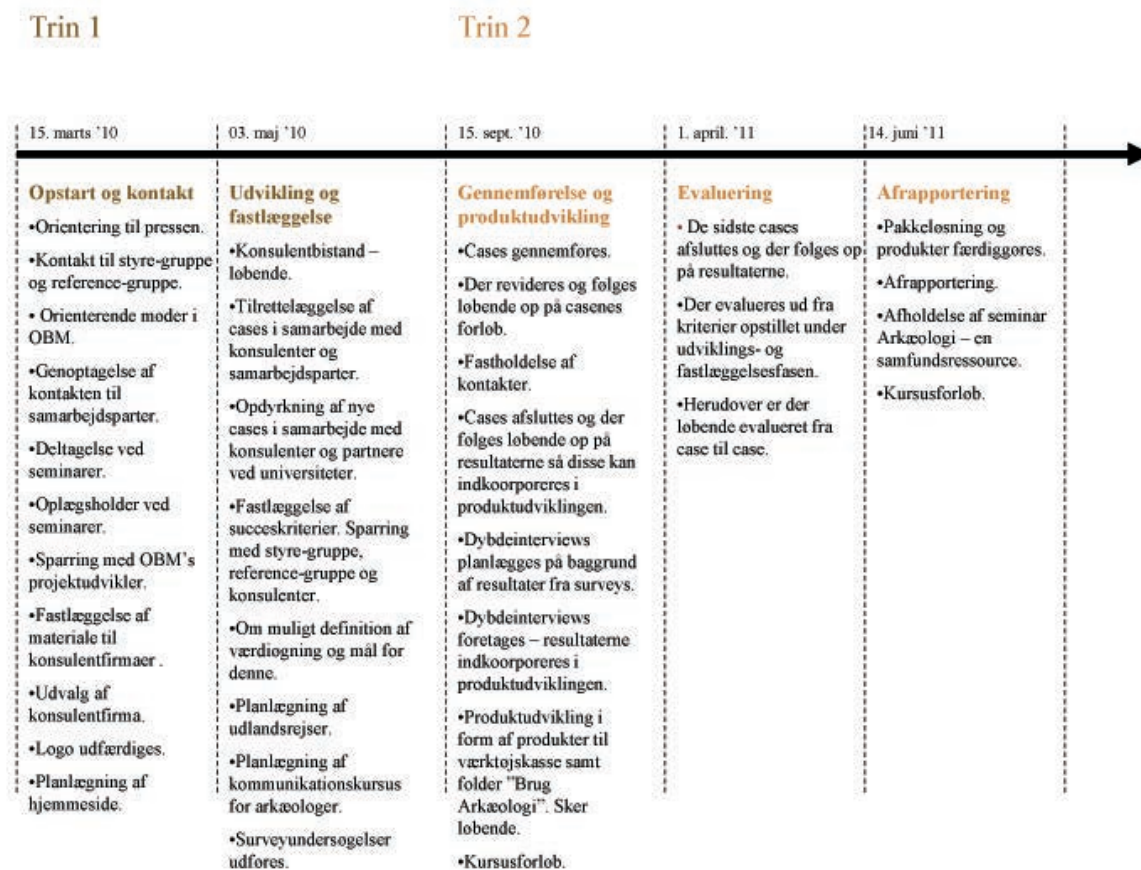 Trin 1
Trin 2
15. marts '10
03. maj '10
15. sept. '10
1. april. '11
14. juni '11
Opstart og kontakt
•Orientering til pressen.
•Kontakt til styre-gruppe
og reference-gruppe.
• Orienterende møder i
OBM.
•Genoptagelse af
kontakten til
samarbejdsparter.
•Deltagelse ved
seminarer.
•Oplægsholder ved
seminarer.
•Sparring med OBM's
projektudvikler.
•Fastlæggelse af
materiale til
konsulentfirmaer .
•Udvalg af
konsulentfirma.
•Logo udfærdiges.
•Planlægning af
hjemmeside.
Udvikling og
fastlæggelse
•Konsulentbistand –
løbende.
•Tilrettelæggelse af
cases i samarbejde med
konsulenter og
samarbejdsparter.
•Opdyrkning af nye
cases i samarbejde med
konsulenter og partnere
ved universiteter.
•Fastlæggelse af
succeskriterier. Sparring
med styre-gruppe,
reference-gruppe og
konsulenter.
•Om muligt definition af
værdiøgning og mål for
denne.
•Planlægning af
udlandsrejser.
•Planlægning af
kommunikationskursus
for arkæologer.
•Surveyundersøgelser
udføres.
Gennemførelse og
produktudvikling
•Cases gennemføres.
•Der revideres og følges
løbende op på casenes
forløb.
•Fastholdelse af
kontakter.
•Cases afsluttes og der
følges løbende op på
resultaterne så disse kan
indkoorporeres i
produktudviklingen.
•Dybdeinterviews
planlægges på baggrund
af resultater fra surveys.
•Dybdeinterviews
foretages – resultaterne
indkoorporeres i
produktudviklingen.
•Produktudvikling i
form af produkter til
værktøjskasse samt
folder ”Brug
Arkæologi”. Sker
løbende.
•Kursusforløb.
Evaluering
• De sidste cases
afsluttes og der følges op
på resultaterne.
•Der evalueres ud fra
kriterier opstillet under
udviklings- og
fastlæggelsesfasen.
•Herudover er der
løbende evalueret fra
case til case.
Afrapportering
•Pakkeløsning og
produkter færdiggøres.
•Afrapportering.
•Afholdelse af seminar
Arkæologi – en
samfundsressource.
•Kursusforløb.